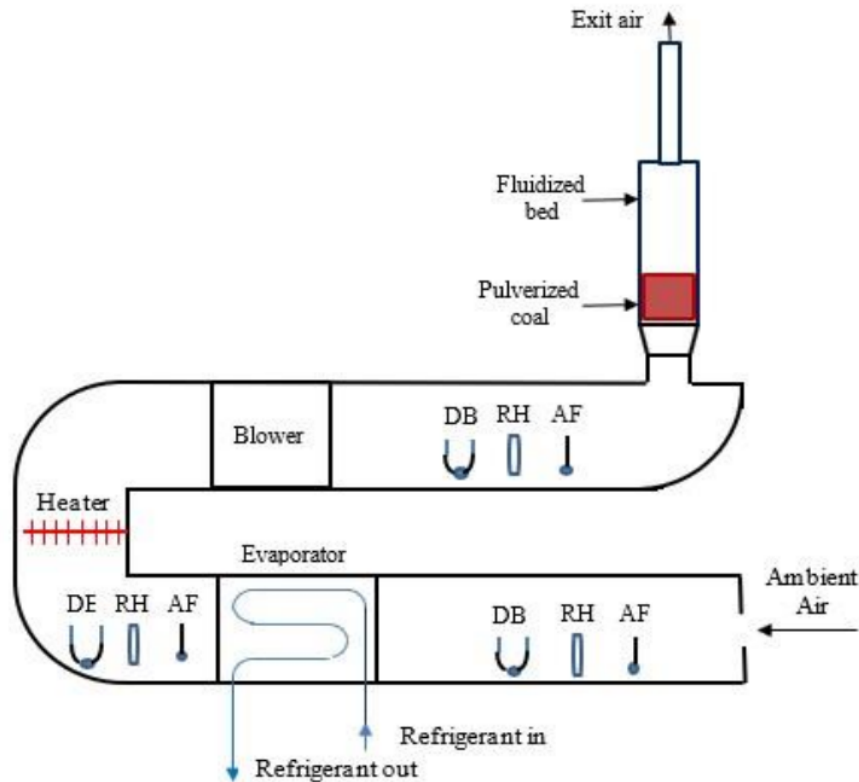 Exit air
Fluidized
bed
Pulverized
coal
DB RH AF
Blower
Heater
Evaporator
Ambient
Air
DE RH AF
DB RH AF
Refrigerant in
Refrigerant out